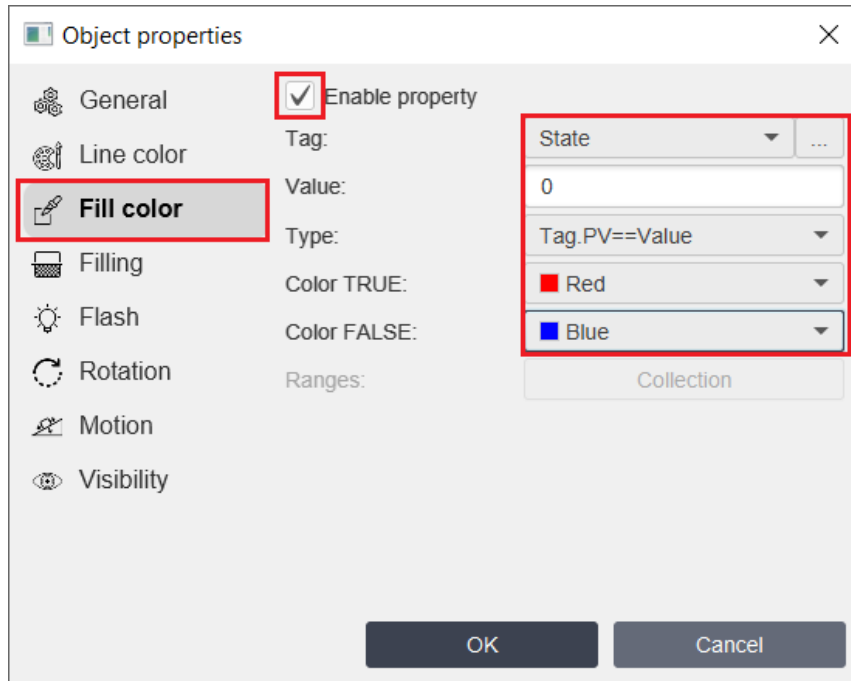 Object properties
General
Line color
Fill color
Filling
Flash
Rotation
Motion
Visibility
Enable property
Tag: State ...
Value: 0
Type: Tag.PV==Value
Color TRUE: Red
Color FALSE: Blue
Ranges: Collection
OK Cancel